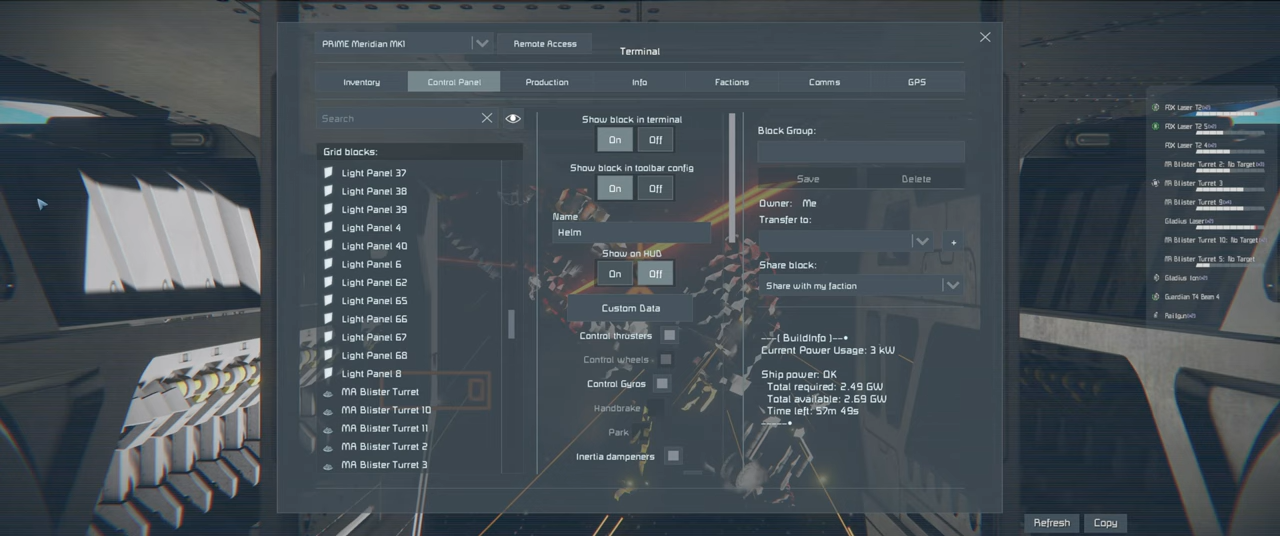 PRIME Meridian MK1
Remote Access
Terminal
Inventory
Control Panel
Production
Info
Factions
Comms
GPS
Search
Grid blocks:
Light Panel 37
Light Panel 38
Light Panel 39
Light Panel 4
Light Panel 40
Light Panel 6
Light Panel 62
Light Panel 65
Light Panel 66
Light Panel 67
Light Panel 68
Light Panel 8
MA Blister Turret
MA Blister Turret 10
MA Blister Turret 11
MA Blister Turret 2
MA Blister Turret 3
Show block in terminal
On Off
Show block in toolbar config
On Off
Name
Helm
Show on HUD
On Off
Custom Data
Control thrusters
Control wheels
Control Gyros
Handbrake
Park
Inertia dampeners
Block Group:
Save Delete
Owner: Me
Transfer to:
+
Share block:
Share with my faction
---[ BuildInfo ]---•
Current Power Usage: 3 kW
Ship power: OK
Total required: 2.49 GW
Total available: 2.69 GW
Time left: 57m 49s
Laser T2
Laser T2 5
Laser T2 4
MA Blister Turret 2: No Target
MA Blister Turret 3
MA Blister Turret 9
Gladius Laser
MA Blister Turret 10: No Target
MA Blister Turret 5: No Target
Gladius Ion
Guardian T4 Beam 4
Railgun
Refresh
Copy